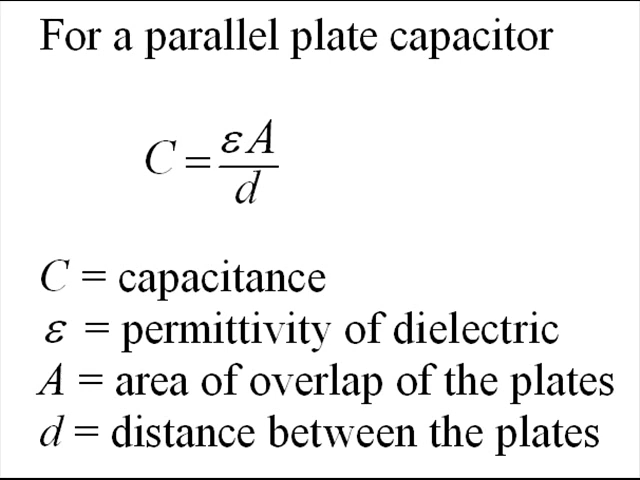 For a parallel plate capacitor
C = εA/d
C = capacitance
ε = permittivity of dielectric
A = area of overlap of the plates
d = distance between the plates